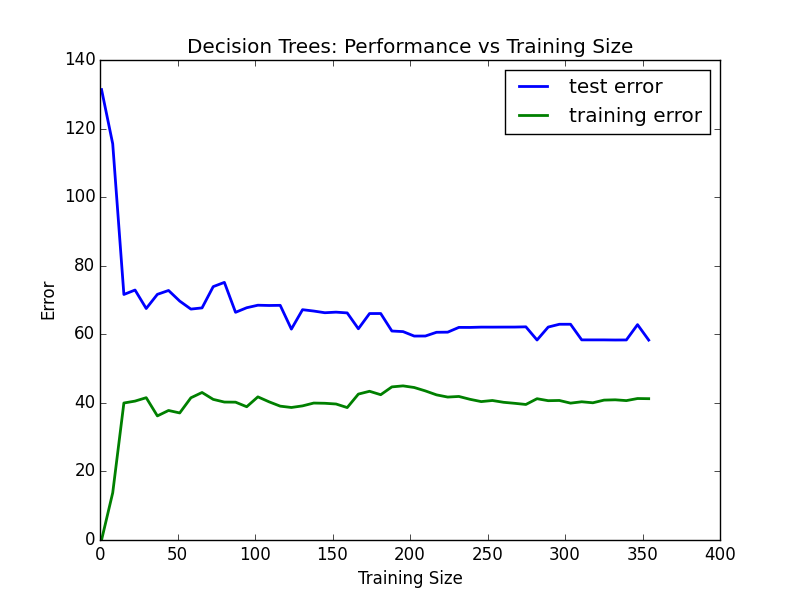 Decision Trees: Performance vs Training Size
140
120
100
80
60
40
20
0
Error
test error
training error
0 50 100 150 200 250 300 350 400
Training Size